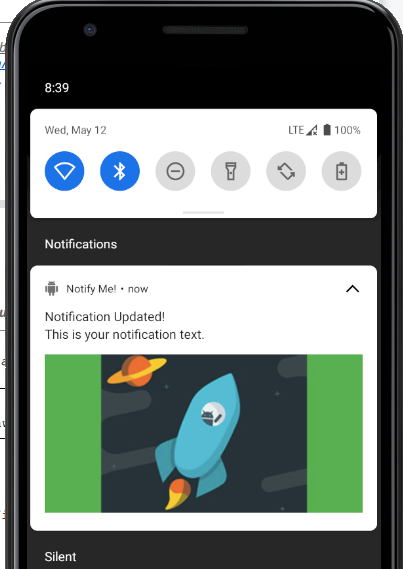 8:39
Wed, May 12
LTE
100%
Notifications
Notify Me! • now
Notification Updated!
This is your notification text.
Silent